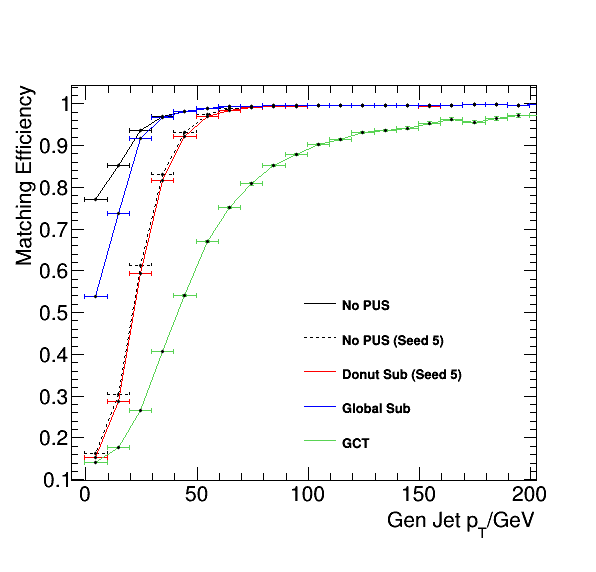 Matching Efficiency
1
0.9
0.8
0.7
0.6
0.5
0.4
0.3
0.2
0.1
No PUS
No PUS (Seed 5)
Donut Sub (Seed 5)
Global Sub
GCT
0 50 100 150 200
Gen Jet pT/GeV